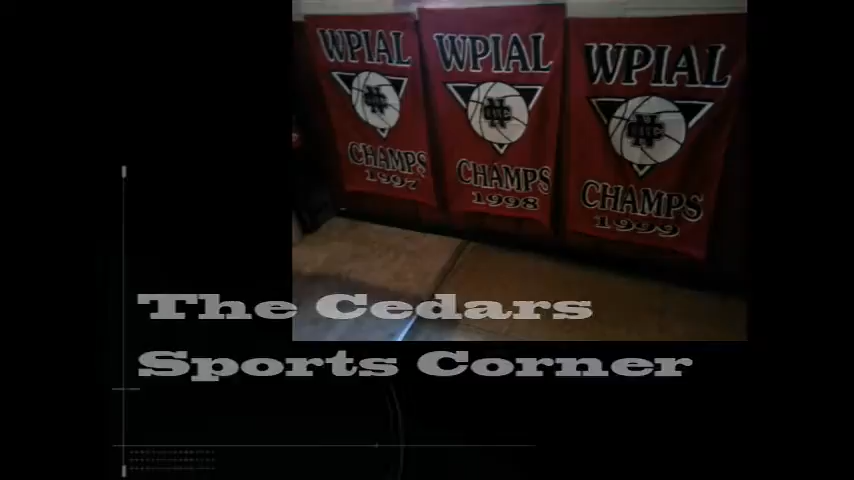 WPIAL
CHAMPS
1997
WPIAL
CHAMPS
1998
WPIAL
CHAMPS
1999
The Cedars
Sports Corner